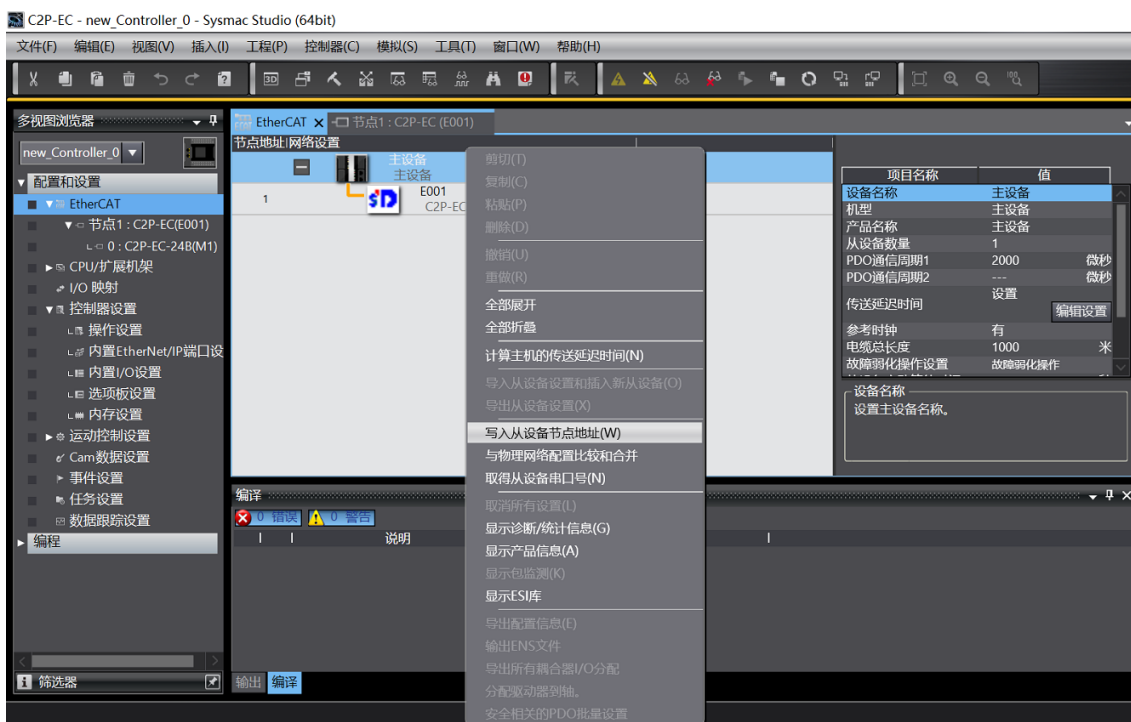 C2P-EC - new_Controller_0 - Sysmac Studio (64bit)
文件(F) 编辑(E) 视图(V) 插入(I) 工程(P) 控制器(C) 模拟(S) 工具(T) 窗口(W) 帮助(H)
多视图浏览器
new_Controller_0
配置和设置
EtherCAT
节点1 : C2P-EC(E001)
0 : C2P-EC-24B(M1)
CPU/扩展机架
I/O 映射
控制器设置
操作设置
内置EtherNet/IP端口设
内置I/O设置
选项板设置
内存设置
运动控制设置
Cam数据设置
事件设置
任务设置
数据跟踪设置
编程
筛选器
EtherCAT 节点1 : C2P-EC (E001)
节点地址|网络设置
主设备
主设备
1 E001
C2P-EC
剪切(T)
复制(C)
粘贴(P)
删除(D)
撤销(U)
重做(R)
全部展开
全部折叠
计算主机的传送延迟时间(N)
导入从设备设置和插入新从设备(O)
导出从设备设置(X)
写入从设备节点地址(W)
与物理网络配置比较和合并
取得从设备串口号(N)
取消所有设置(L)
显示诊断/统计信息(G)
显示产品信息(A)
显示包监测(K)
显示ESI库
导出配置信息(E)
输出ENS文件
导出所有耦合器I/O分配
分配驱动器到轴。
安全相关的PDO批量设置
项目名称 值
设备名称 主设备
机型 主设备
产品名称 主设备
从设备数量 1
PDO通信周期1 2000 微秒
PDO通信周期2 --- 微秒
传送延迟时间 设置
编辑设置
参考时钟 有
电缆总长度 1000 米
故障弱化操作设置 故障弱化操作
设备名称
设置主设备名称。
编译
0 错误 0 警告
说明
输出 编译